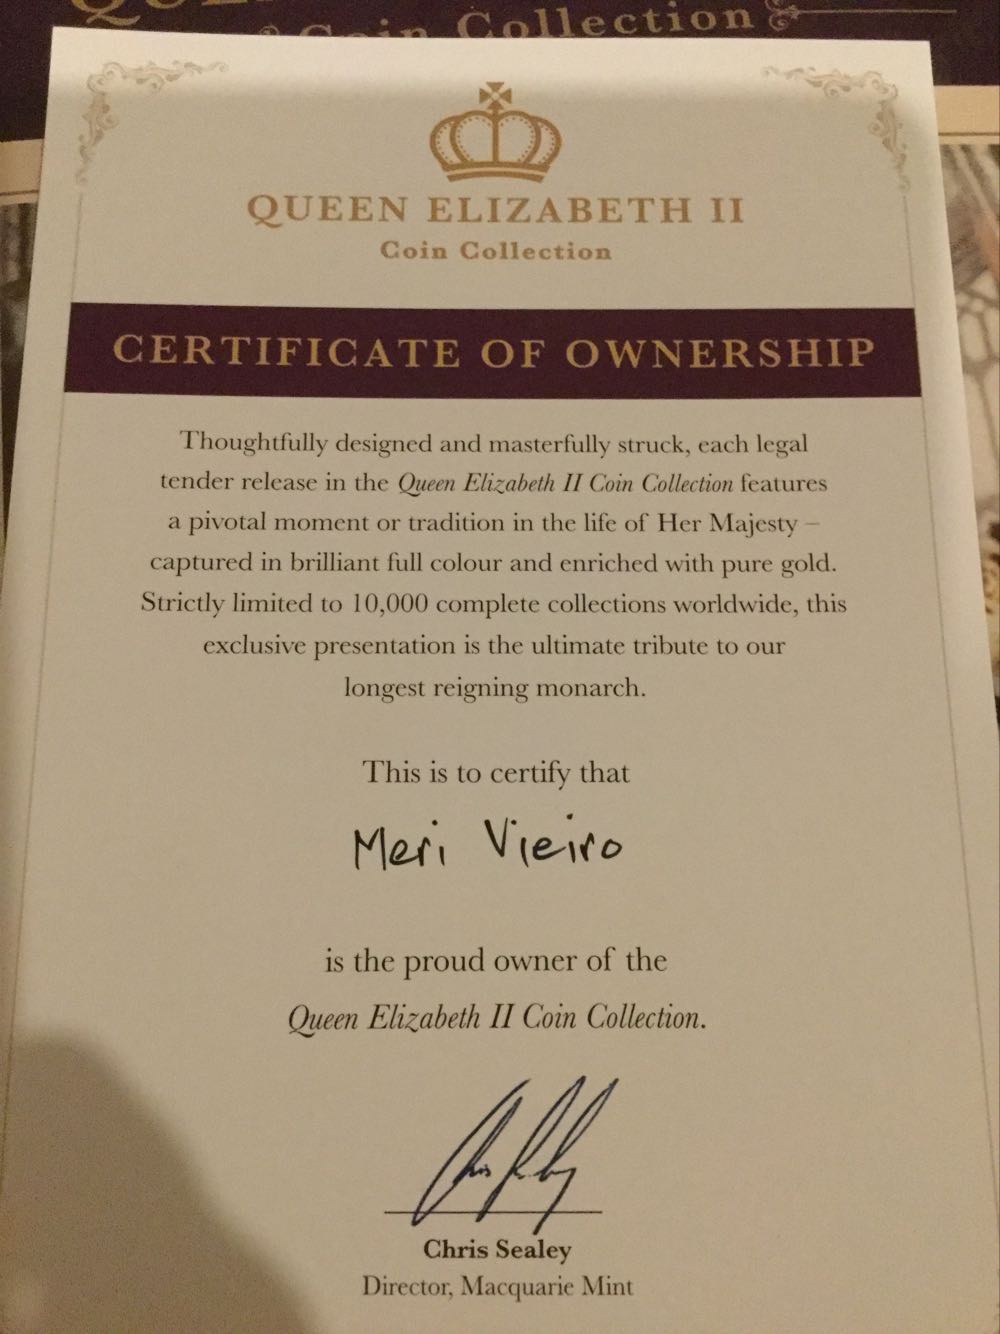 Coin Collection
QUEEN ELIZABETH II
Coin Collection
CERTIFICATE OF OWNERSHIP
Thoughtfully designed and masterfully struck, each legal
tender release in the Queen Elizabeth II Coin Collection features
a pivotal moment or tradition in the life of Her Majesty –
captured in brilliant full colour and enriched with pure gold.
Strictly limited to 10,000 complete collections worldwide, this
exclusive presentation is the ultimate tribute to our
longest reigning monarch.
This is to certify that
Meri Vieiro
is the proud owner of the
Queen Elizabeth II Coin Collection.
Chris Sealey
Director, Macquarie Mint